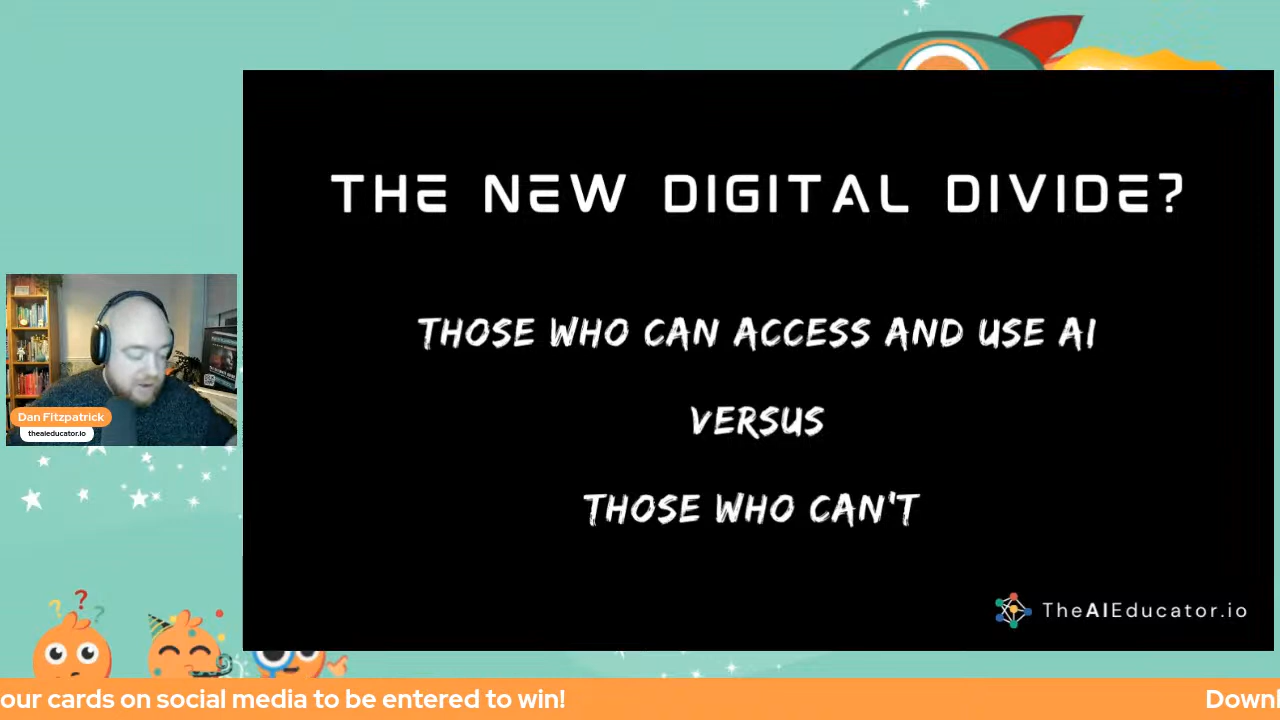 THE NEW DIGITAL DIVIDE?
THOSE WHO CAN ACCESS AND USE AI
VERSUS
THOSE WHO CAN'T
TheAIEducator.io
Dan Fitzpatrick
theaieducator.io
our cards on social media to be entered to win!